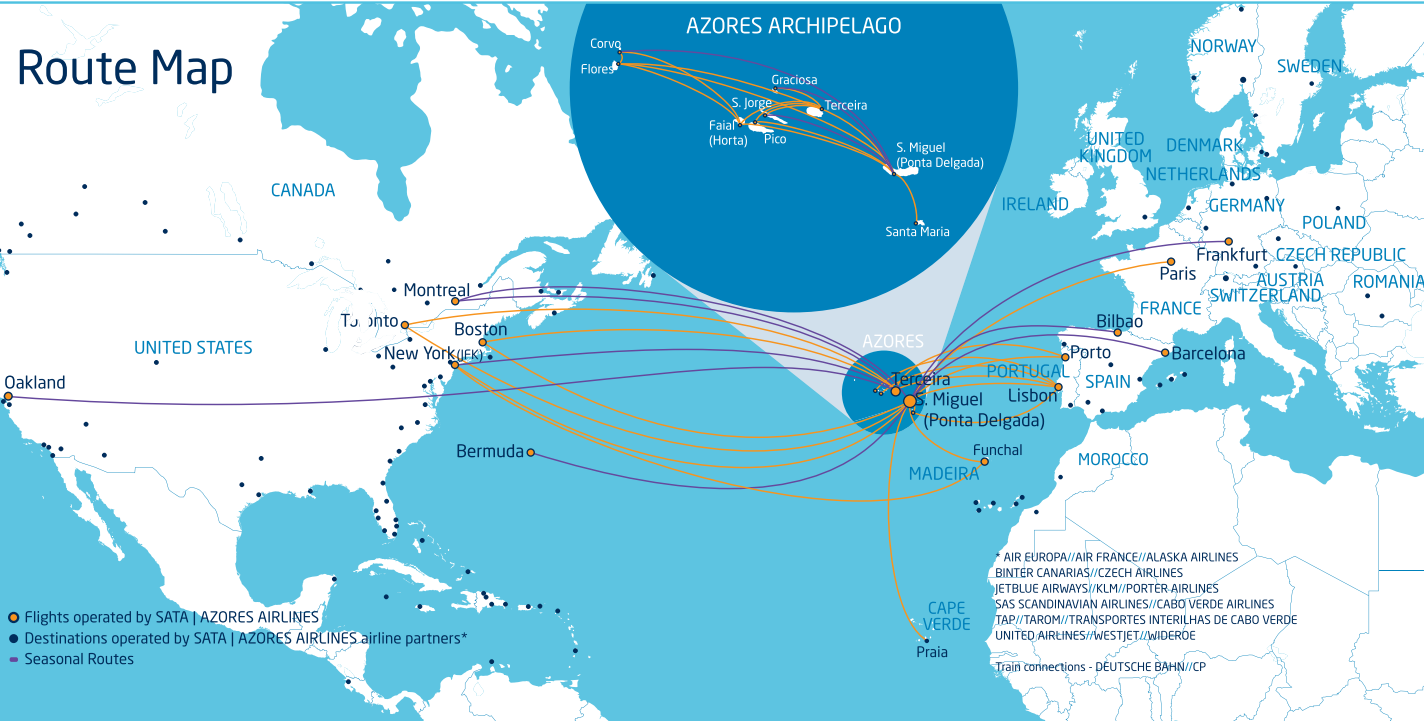 Route Map
AZORES ARCHIPELAGO
Corvo
Flores
Graciosa
S. Jorge
Terceira
Faial
(Horta)
Pico
S. Miguel
(Ponta Delgada)
Santa Maria
NORWAY
SWEDEN
UNITED
KINGDOM
DENMARK
NETHERLANDS
IRELAND
GERMANY
POLAND
Frankfurt
CZECH REPUBLIC
Paris
AUSTRIA
SWITZERLAND
ROMANIA
FRANCE
CANADA
Montreal
Toronto
Boston
New York (JFK)
UNITED STATES
Oakland
Bermuda
AZORES
Terceira
S. Miguel
(Ponta Delgada)
Bilbao
Porto
Barcelona
PORTUGAL
SPAIN
Lisbon
Funchal
MADEIRA
MOROCCO
CAPE
VERDE
Praia
Flights operated by SATA | AZORES AIRLINES
Destinations operated by SATA | AZORES AIRLINES airline partners*
Seasonal Routes
* AIR EUROPA//AIR FRANCE//ALASKA AIRLINES
BINTER CANARIAS//CZECH AIRLINES
JETBLUE AIRWAYS//KLM//PORTER AIRLINES
SAS SCANDINAVIAN AIRLINES//CABO VERDE AIRLINES
TAP//TAROM//TRANSPORTES INTERILHAS DE CABO VERDE
UNITED AIRLINES//WESTJET//WIDEROE
Train connections - DEUTSCHE BAHN//CP